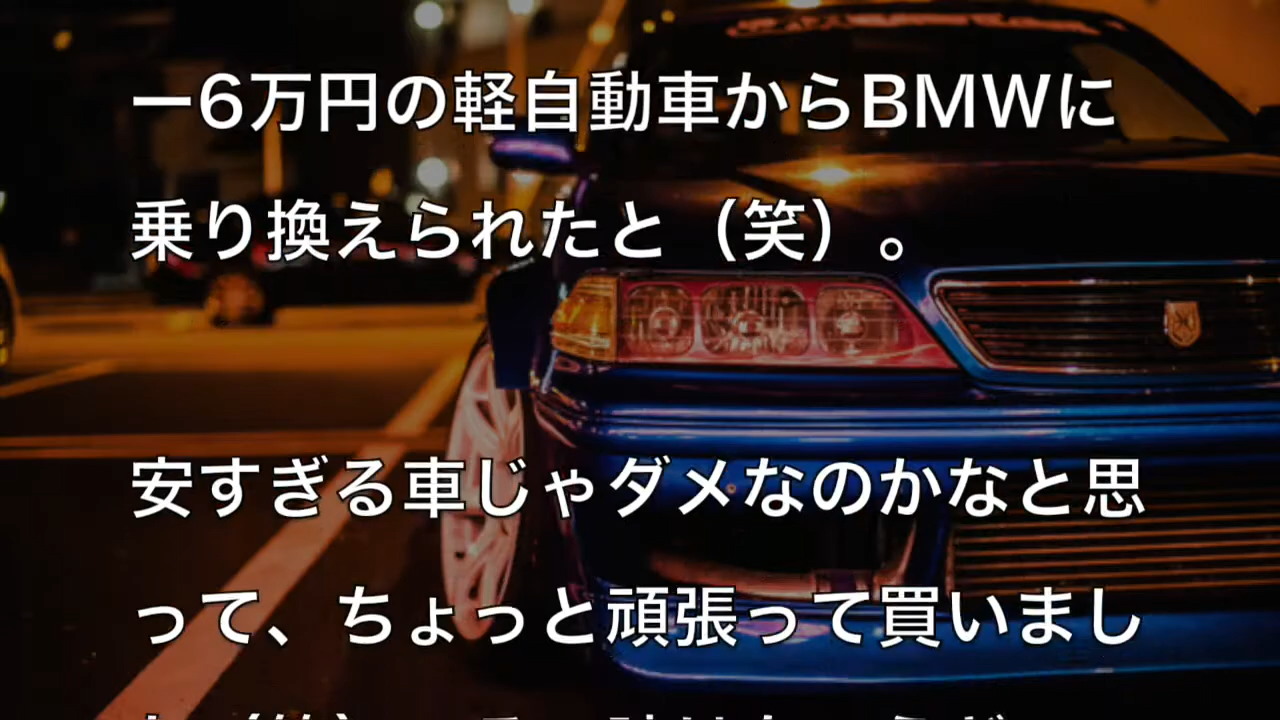 ー6万円の軽自動車からBMWに
乗り換えられたと（笑）。
安すぎる車じゃダメなのかなと思
って、ちょっと頑張って買いまし